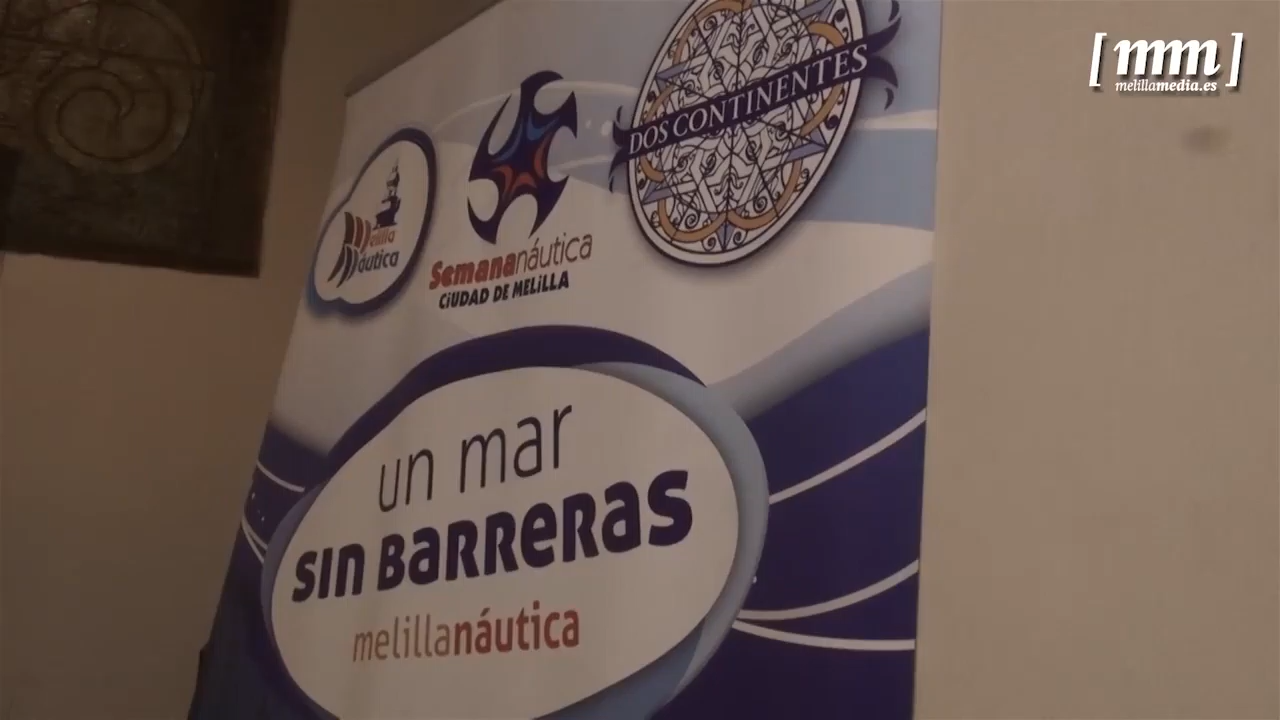 [mm]
melillamedia.es
DOS CONTINENTES
Melilla
Náutica
Semananáutica
CIUDAD DE MELILLA
un mar
sin barreras
melillanáutica